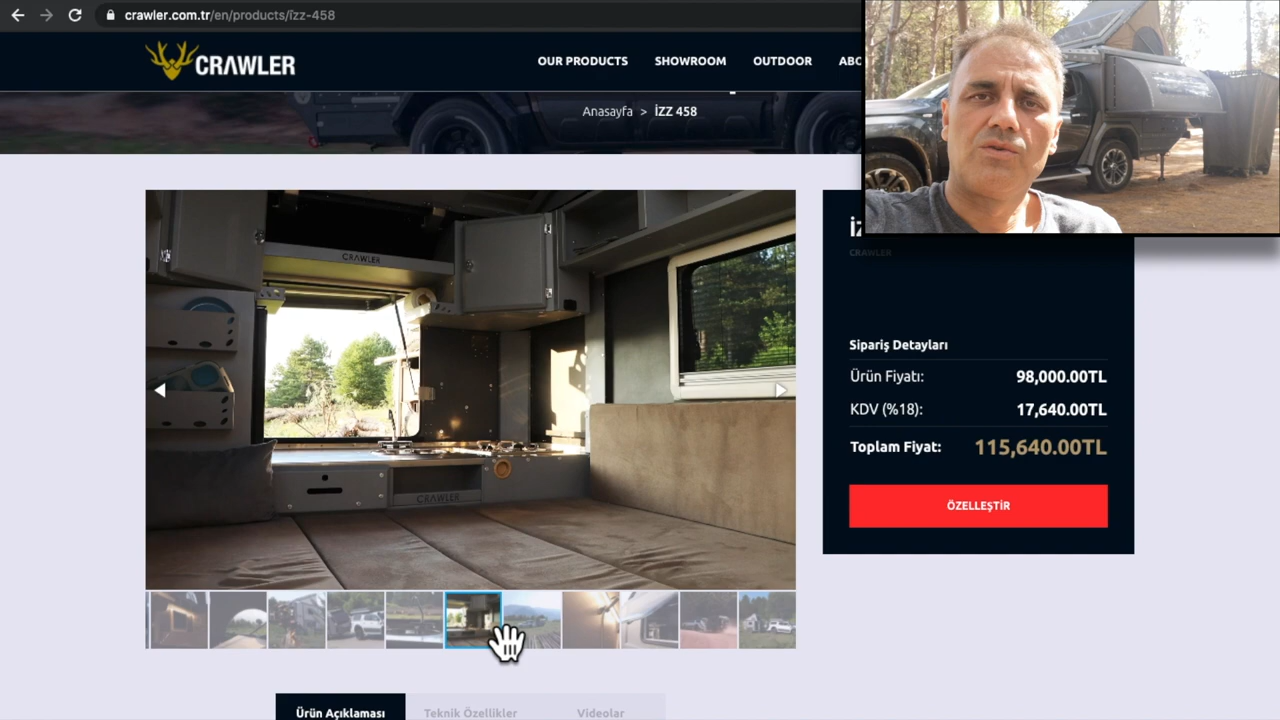 crawler.com.tr/en/products/izz-458
CRAWLER
OUR PRODUCTS
SHOWROOM
OUTDOOR
ABO
Anasayfa > İZZ 458
CRAWLER
CRAWLER
CRAWLER
Sipariş Detayları
Ürün Fiyatı: 98,000.00TL
KDV (%18): 17,640.00TL
Toplam Fiyat: 115,640.00TL
ÖZELLEŞTİR
Ürün Açıklaması
Teknik Özellikler
Videolar